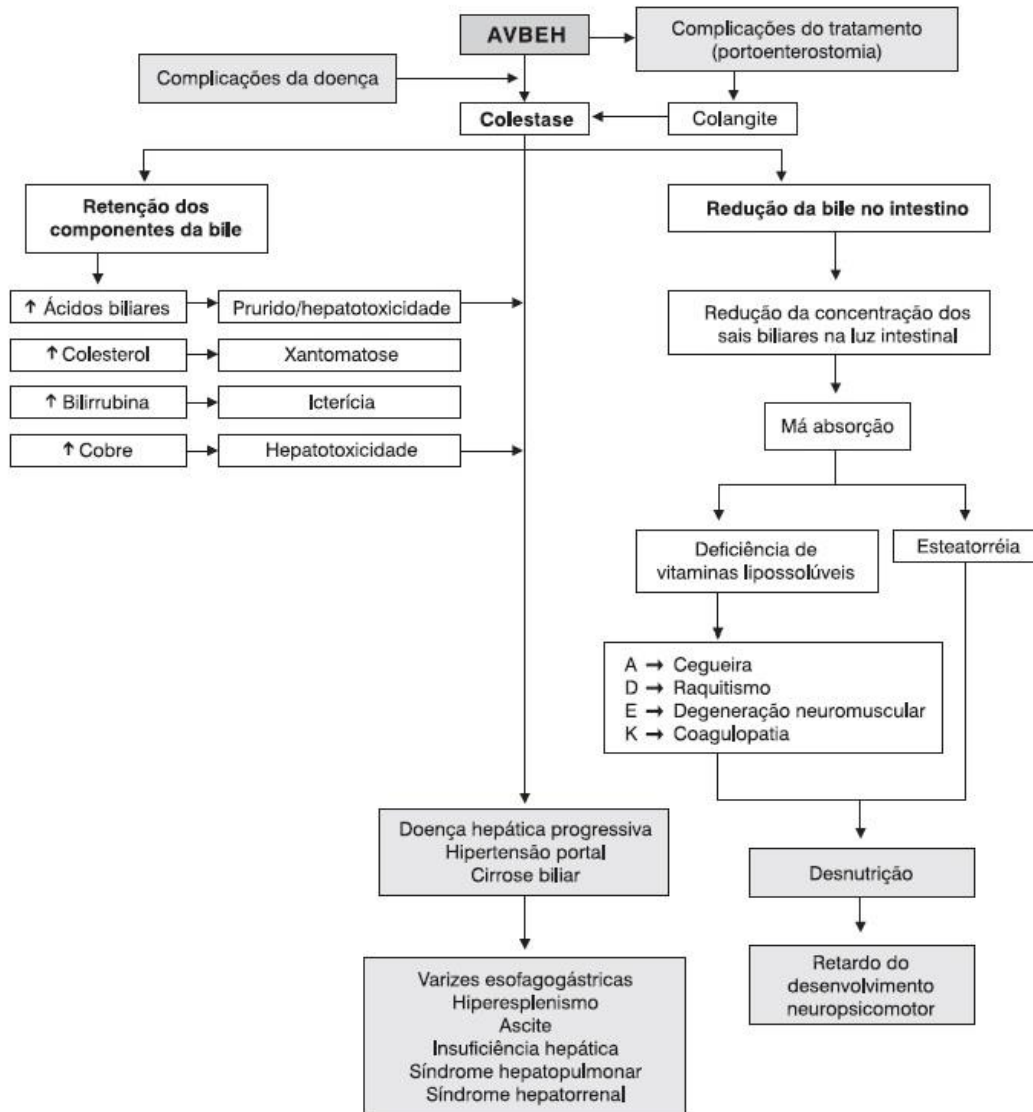 AVBEH
Complicações do tratamento
(portoenterostomia)
Complicações da doença
Colestase
Colangite
Retenção dos
componentes da bile
Redução da bile no intestino
↑ Ácidos biliares
Prurido/hepatotoxicidade
↑ Colesterol
Xantomatose
↑ Bilirrubina
Icterícia
↑ Cobre
Hepatotoxicidade
Redução da concentração dos
sais biliares na luz intestinal
Má absorção
Deficiência de
vitaminas lipossolúveis
Esteatorréia
A → Cegueira
D → Raquitismo
E → Degeneração neuromuscular
K → Coagulopatia
Doença hepática progressiva
Hipertensão portal
Cirrose biliar
Desnutrição
Varizes esofagogástricas
Hiperesplenismo
Ascite
Insuficiência hepática
Síndrome hepatopulmonar
Síndrome hepatorrenal
Retardo do
desenvolvimento
neuropsicomotor